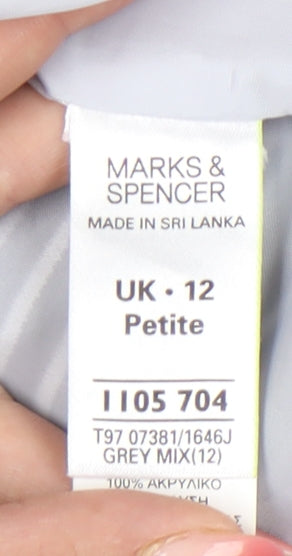 MARKS &
SPENCER
MADE IN SRI LANKA
UK • 12
Petite
1105 704
T97 07381/1646J
GREY MIX(12)
100% ΑΚΡΥΛΙΚΟ